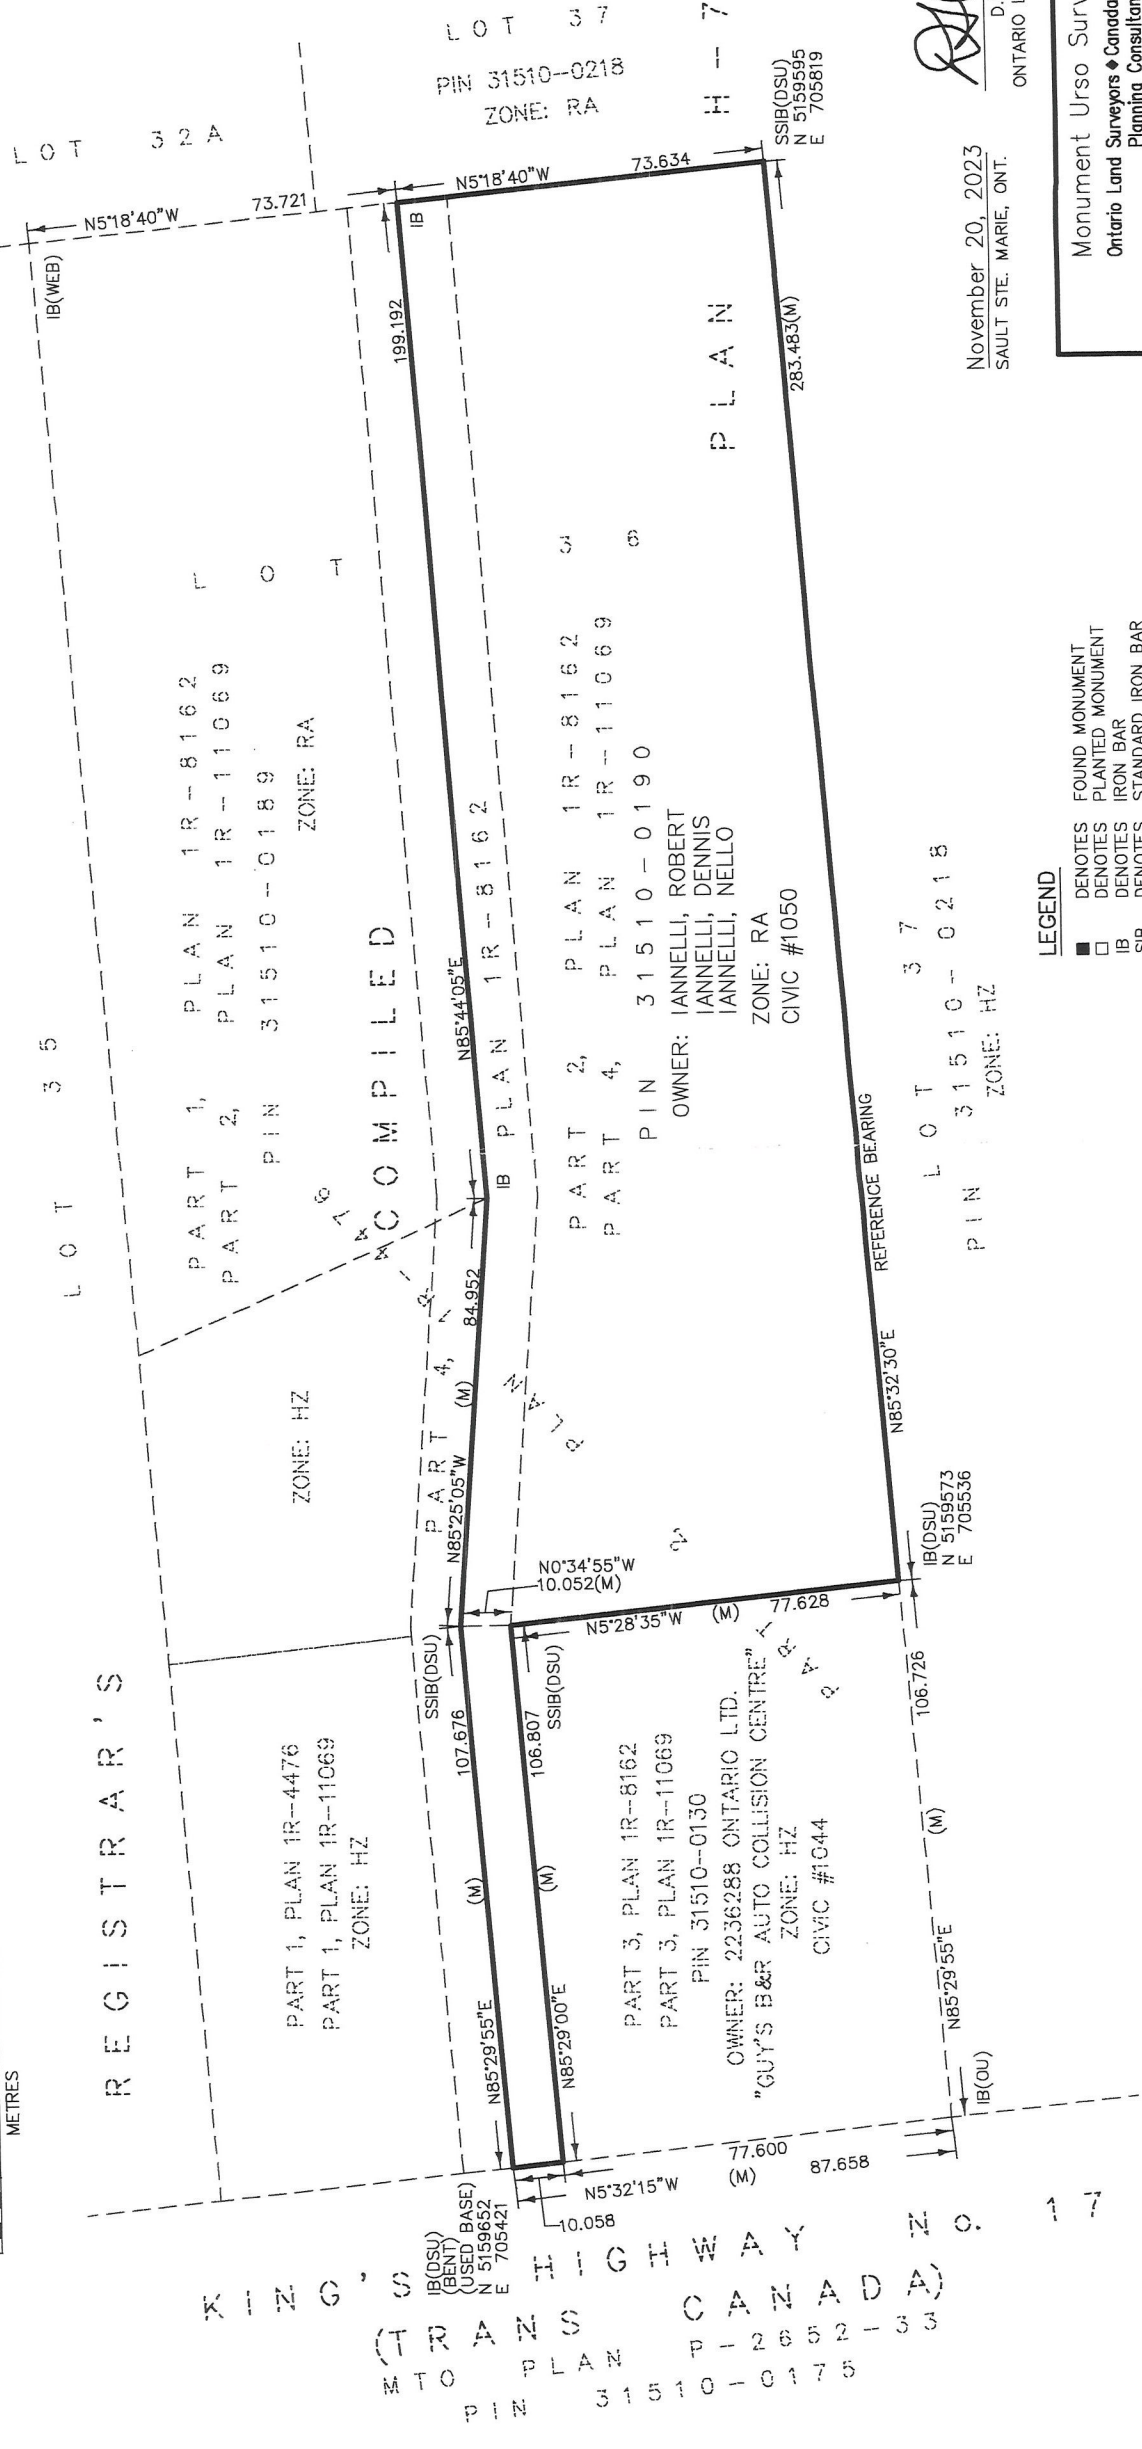 METRES
REGISTRAR'S
COMPILED
PLAN
H-7
LOT 35
LOT 32A
LOT 37
PIN 31510-0218
ZONE: RA
N5°18'40"W
73.721
IB(WEB)
N5°18'40"W
73.634
IB
SSIB(DSU)
N 5159595
E 705819
LOT
36
PART 1, PLAN 1R-8162
PART 2, PLAN 1R-11069
PIN 31510-0189
ZONE: RA
199.192
N85°44'05"E
IB
PART 4, PLAN 1R-8162
ZONE: HZ
84.952
(M)
N85°25'05"W
PART 2, PLAN 1R-4476
PART 2, PLAN 1R-8162
PART 4, PLAN 1R-11069
PIN 31510-0190
OWNER: IANNELLI, ROBERT
IANNELLI, DENNIS
IANNELLI, NELLO
ZONE: RA
CIVIC #1050
283.483(M)
REFERENCE BEARING
N85°32'30"E
IB(DSU)
N 5159573
E 705536
LOT 37
PIN 31510-0218
ZONE: HZ
N0°34'55"W
10.052(M)
N5°28'35"W (M) 77.628
SSIB(DSU)
SSIB(DSU)
PART 1, PLAN 1R-4476
PART 1, PLAN 1R-11069
ZONE: HZ
N85°29'55"E (M) 107.676
N85°29'00"E (M) 106.807
PART 3, PLAN 1R-8162
PART 3, PLAN 1R-11069
PIN 31510-0130
OWNER: 2236288 ONTARIO LTD.
"GUY'S B&R AUTO COLLISION CENTRE"
ZONE: HZ
CIVIC #1044
N85°29'55"E (M) 106.726
IB(OU)
IB(DSU)
(BENT)
(USED BASE)
N 5159652
E 705421
10.058
N5°32'15"W
77.600
(M)
87.658
KING'S HIGHWAY No. 17
(TRANS CANADA)
MTO PLAN P-2652-33
PIN 31510-0175
LEGEND
■ DENOTES FOUND MONUMENT
□ DENOTES PLANTED MONUMENT
IB DENOTES IRON BAR
SIB DENOTES STANDARD IRON BAR
November 20, 2023
SAULT STE. MARIE, ONT.
D.
ONTARIO L
Monument Urso Surv
Ontario Land Surveyors ♦ Canada
Planning Consultan